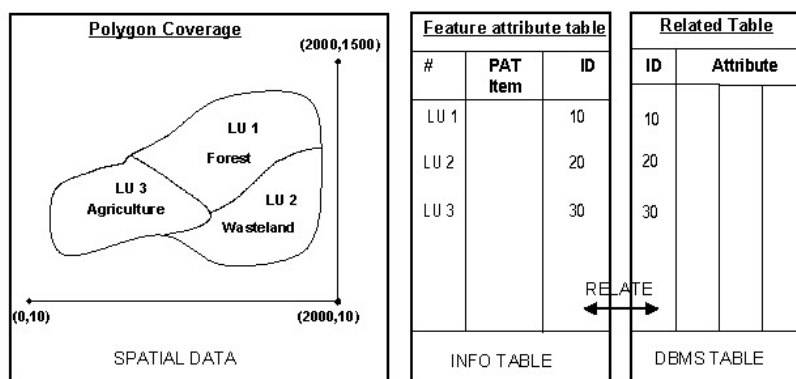 Polygon Coverage
(2000,1500)
LU 1
Forest
LU 3
Agriculture
LU 2
Wasteland
(0,10)
(2000,10)
SPATIAL DATA
Feature attribute table
# PAT Item ID
LU 1 10
LU 2 20
LU 3 30
INFO TABLE
RELATE
Related Table
ID Attribute
10
20
30
DBMS TABLE